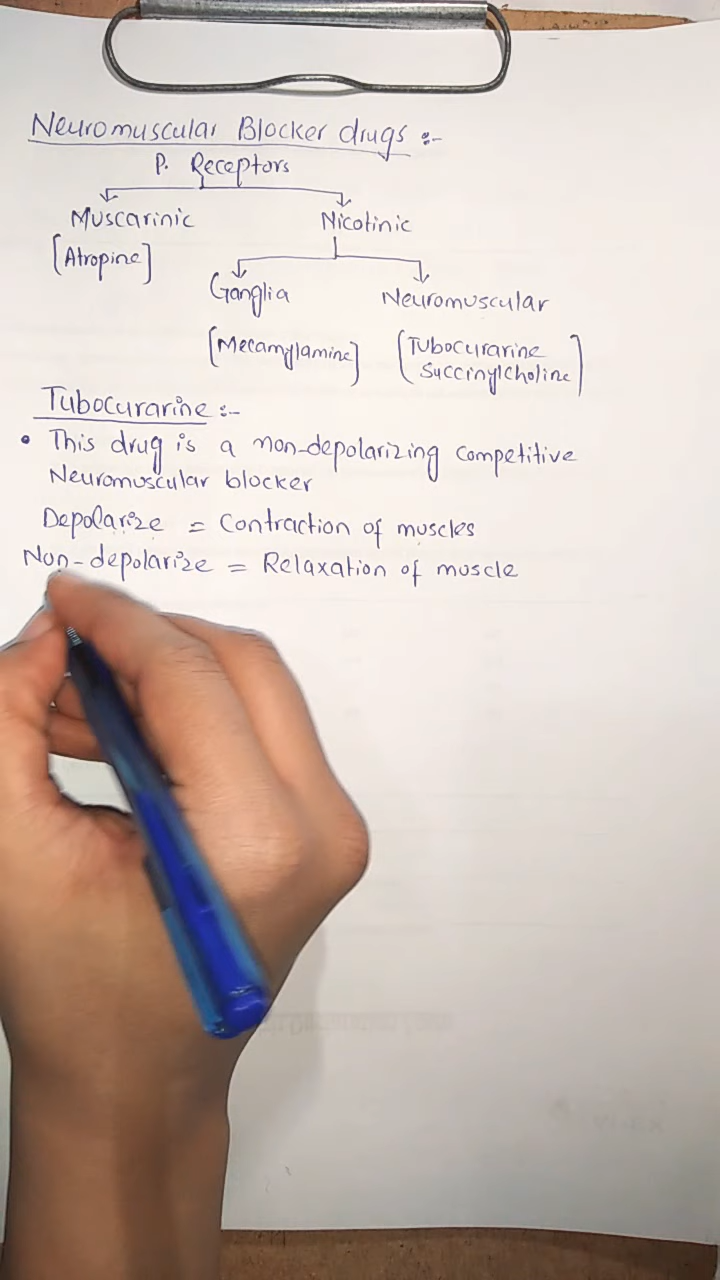 Neuromuscular Blocker drugs :-
P. Receptors
Muscarinic Nicotinic
[Atropine]
Ganglia Neuromuscular
[Mecamylamine] [Tubocurarine
Succinylcholine]
Tubocurarine :-
• This drug is a non-depolarizing competitive
Neuromuscular blocker
Depolarize = Contraction of muscles
Non-depolarize = Relaxation of muscle